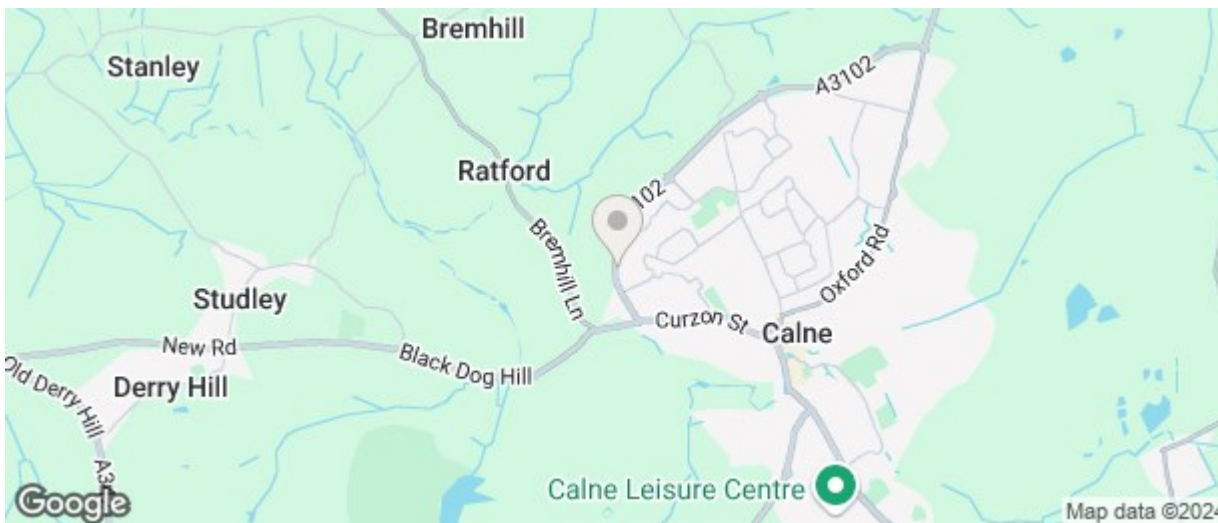 Bremhill
Stanley
A3102
Ratford
102
Bremhill Ln
Oxford Rd
Studley
Curzon St
Calne
New Rd
Black Dog Hill
Old Derry Hill
Derry Hill
A3
Calne Leisure Centre
Google
Map data ©2024